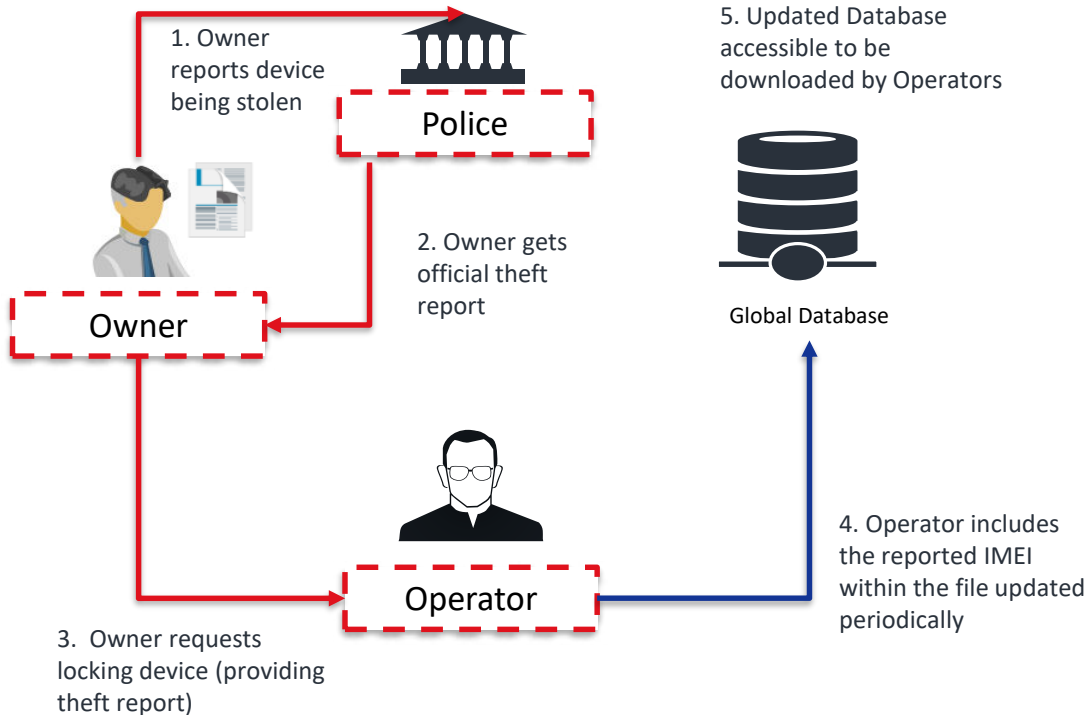 1. Owner
reports device
being stolen
Police
5. Updated Database
accessible to be
downloaded by Operators
2. Owner gets
official theft
report
Owner
Global Database
Operator
4. Operator includes
the reported IMEI
within the file updated
periodically
3. Owner requests
locking device (providing
theft report)